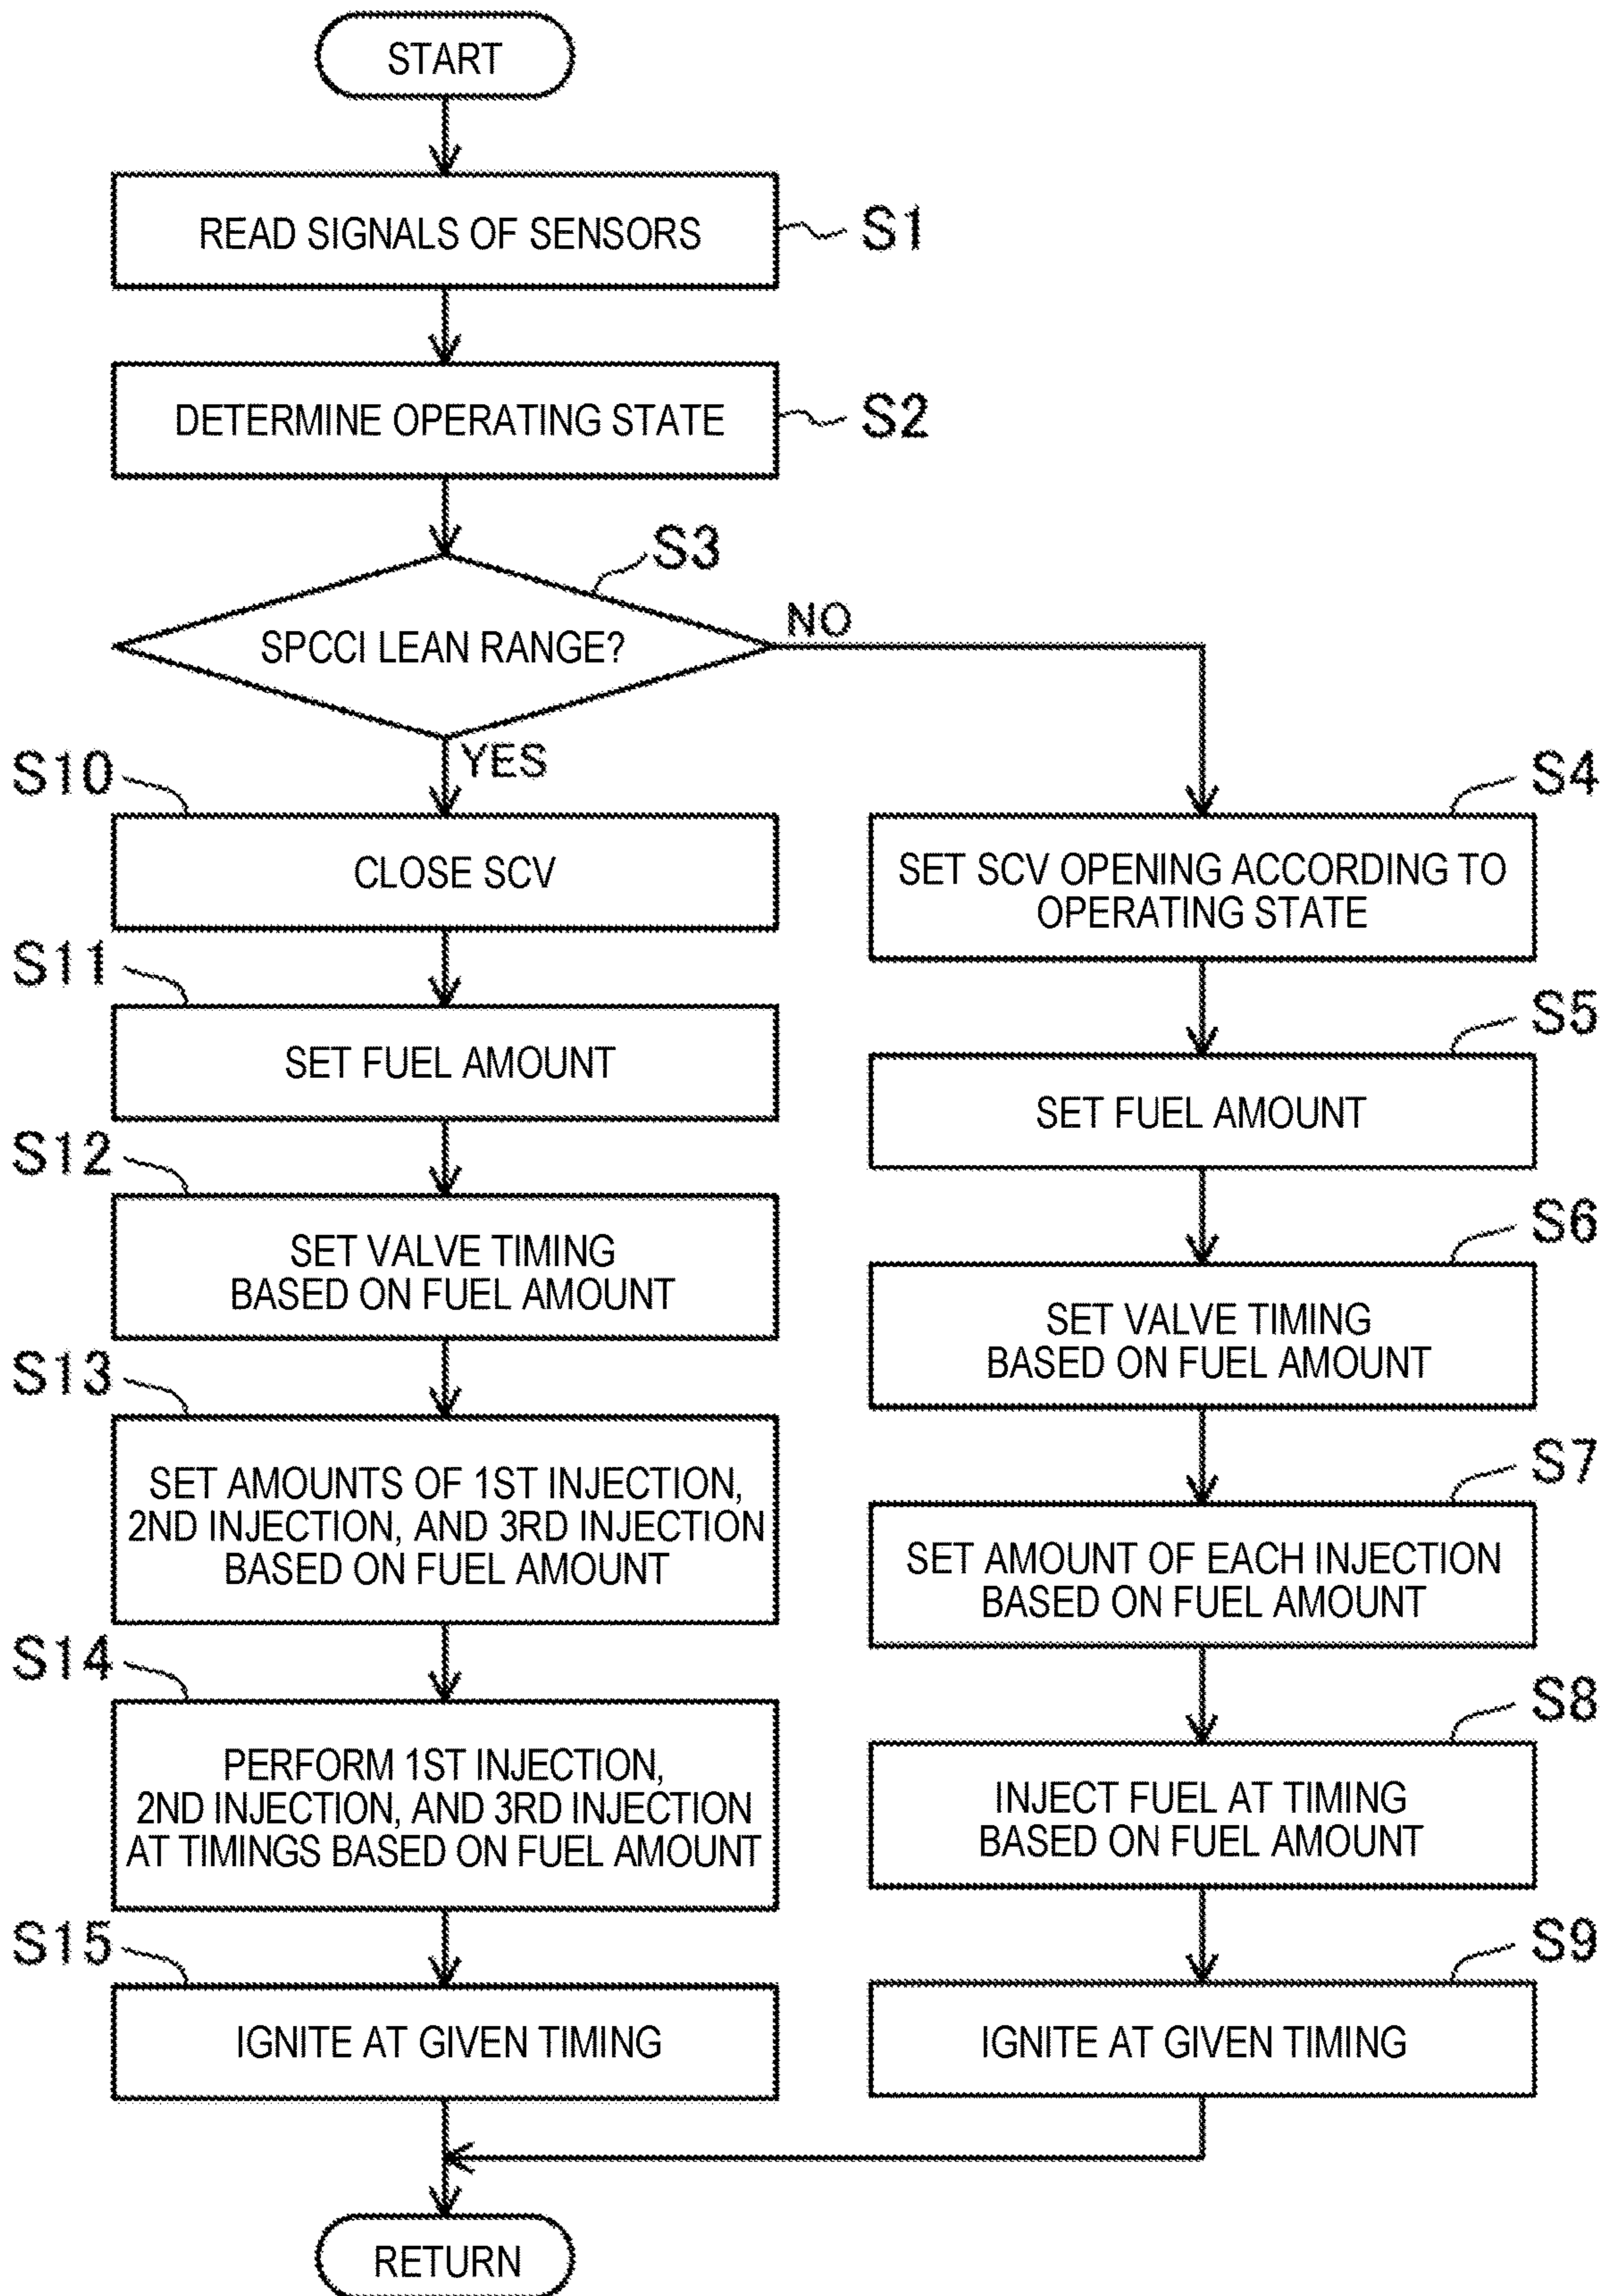 START
READ SIGNALS OF SENSORS
S1
DETERMINE OPERATING STATE
S2
S3
SPCCI LEAN RANGE?
NO
YES
S10
CLOSE SCV
S11
SET FUEL AMOUNT
S12
SET VALVE TIMING
BASED ON FUEL AMOUNT
S13
SET AMOUNTS OF 1ST INJECTION,
2ND INJECTION, AND 3RD INJECTION
BASED ON FUEL AMOUNT
S14
PERFORM 1ST INJECTION,
2ND INJECTION, AND 3RD INJECTION
AT TIMINGS BASED ON FUEL AMOUNT
S15
IGNITE AT GIVEN TIMING
S4
SET SCV OPENING ACCORDING TO
OPERATING STATE
S5
SET FUEL AMOUNT
S6
SET VALVE TIMING
BASED ON FUEL AMOUNT
S7
SET AMOUNT OF EACH INJECTION
BASED ON FUEL AMOUNT
S8
INJECT FUEL AT TIMING
BASED ON FUEL AMOUNT
S9
IGNITE AT GIVEN TIMING
RETURN